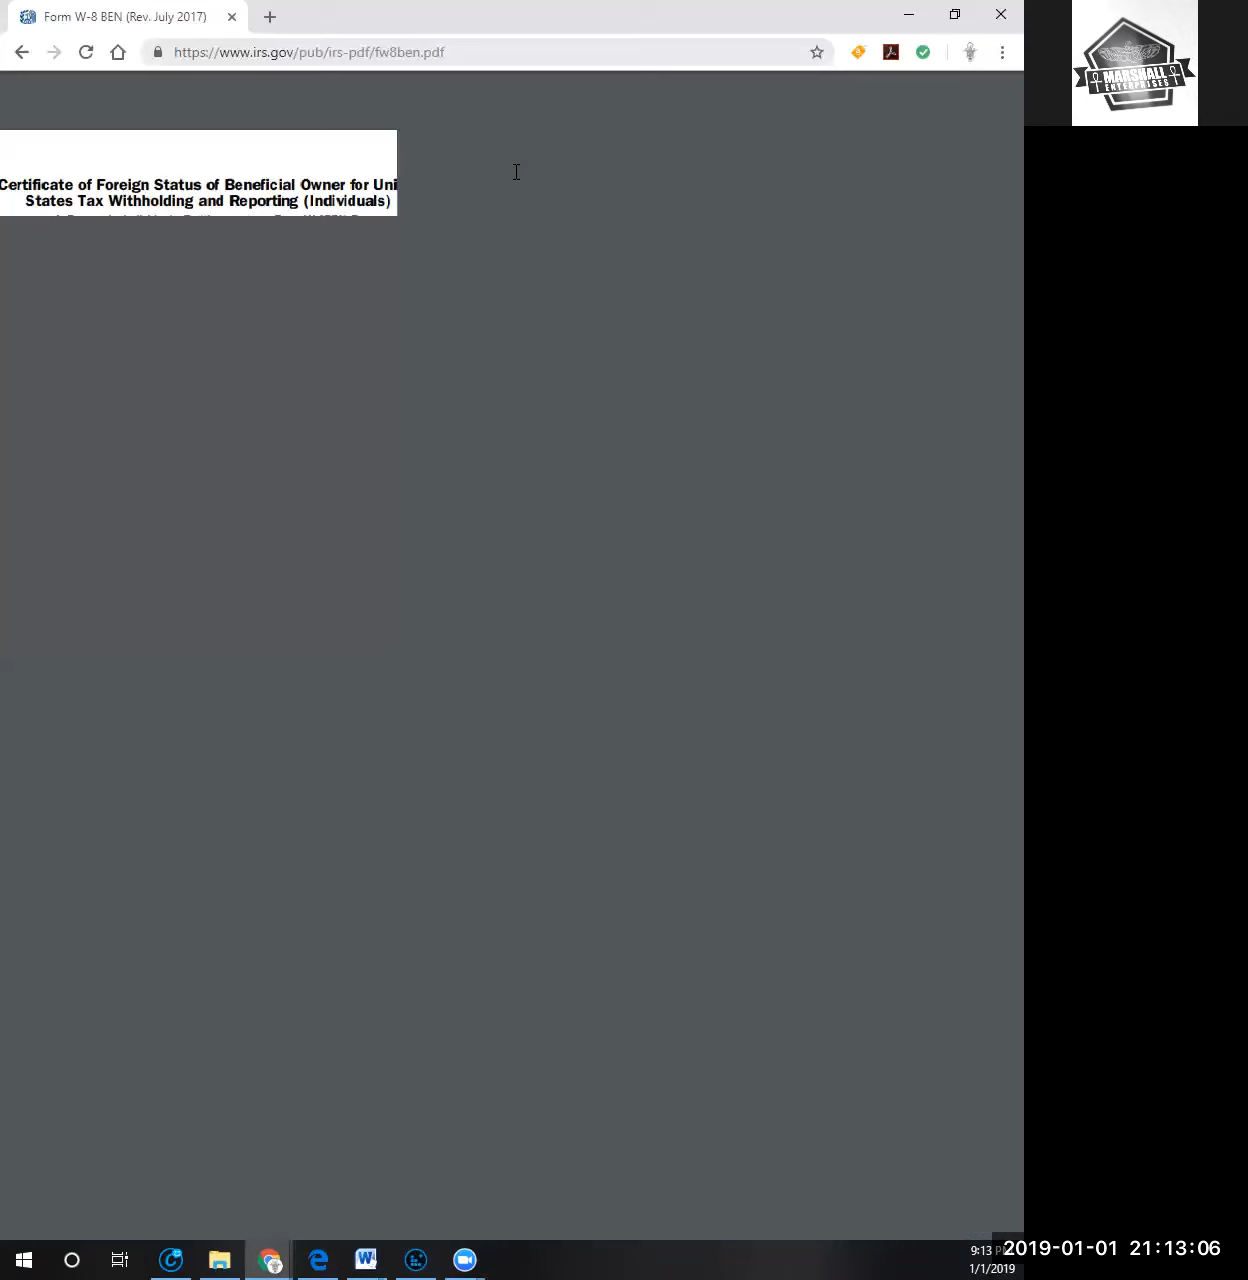 Form W-8 BEN (Rev. July 2017)
https://www.irs.gov/pub/irs-pdf/fw8ben.pdf
MARSHALL
ENTERPRISES
Certificate of Foreign Status of Beneficial Owner for Uni
States Tax Withholding and Reporting (Individuals)
9:13 P
1/1/2019
2019-01-01 21:13:06